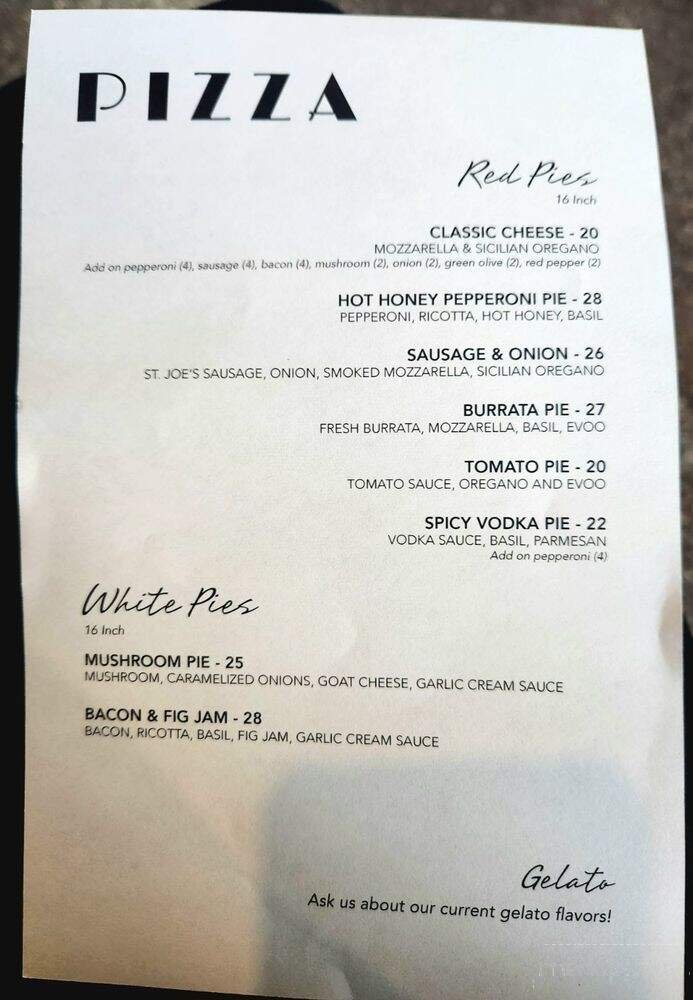 PIZZA
Red Pies
16 Inch
CLASSIC CHEESE - 20
MOZZARELLA & SICILIAN OREGANO
Add on pepperoni (4), sausage (4), bacon (4), mushroom (2), onion (2), green olive (2), red pepper (2)
HOT HONEY PEPPERONI PIE - 28
PEPPERONI, RICOTTA, HOT HONEY, BASIL
SAUSAGE & ONION - 26
ST. JOE'S SAUSAGE, ONION, SMOKED MOZZARELLA, SICILIAN OREGANO
BURRATA PIE - 27
FRESH BURRATA, MOZZARELLA, BASIL, EVOO
TOMATO PIE - 20
TOMATO SAUCE, OREGANO AND EVOO
SPICY VODKA PIE - 22
VODKA SAUCE, BASIL, PARMESAN
Add on pepperoni (4)
White Pies
16 Inch
MUSHROOM PIE - 25
MUSHROOM, CARAMELIZED ONIONS, GOAT CHEESE, GARLIC CREAM SAUCE
BACON & FIG JAM - 28
BACON, RICOTTA, BASIL, FIG JAM, GARLIC CREAM SAUCE
Gelato
Ask us about our current gelato flavors!